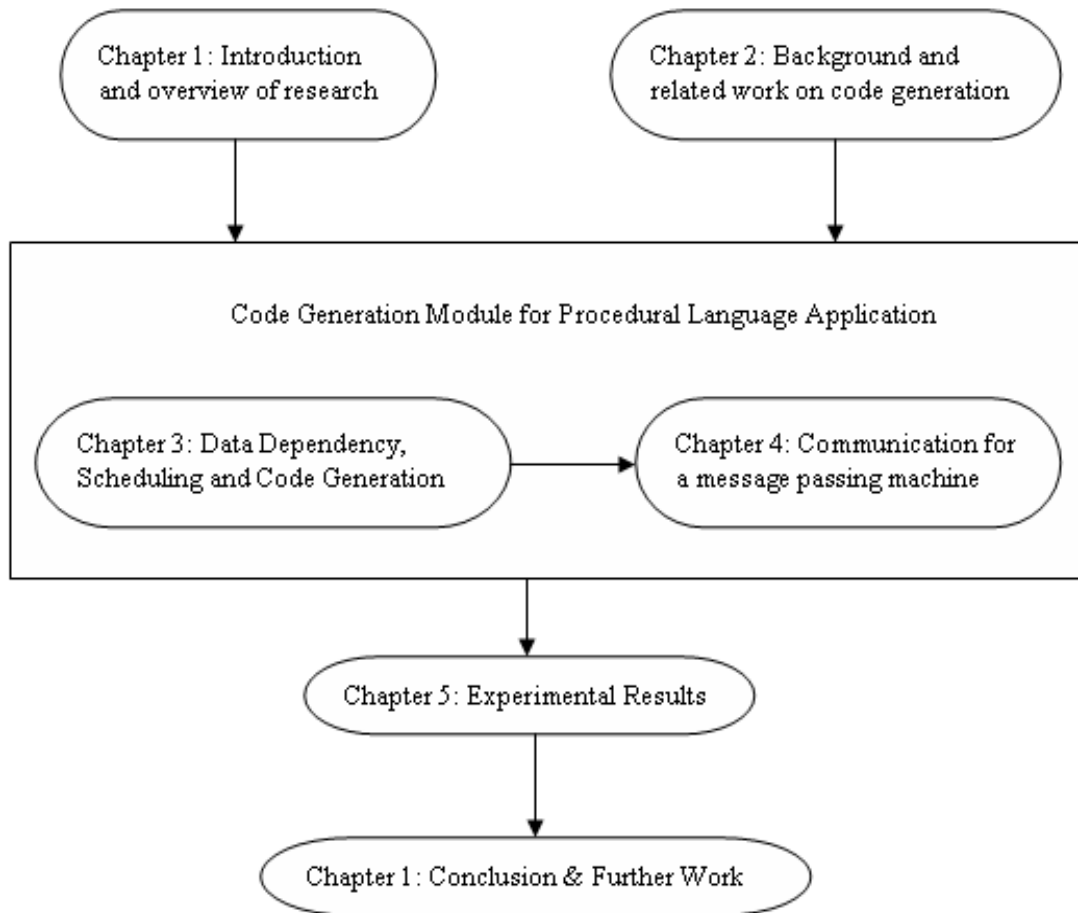 Chapter 1: Introduction
and overview of research
Chapter 2: Background and
related work on code generation
Code Generation Module for Procedural Language Application
Chapter 3: Data Dependency,
Scheduling and Code Generation
Chapter 4: Communication for
a message passing machine
Chapter 5: Experimental Results
Chapter 1: Conclusion & Further Work